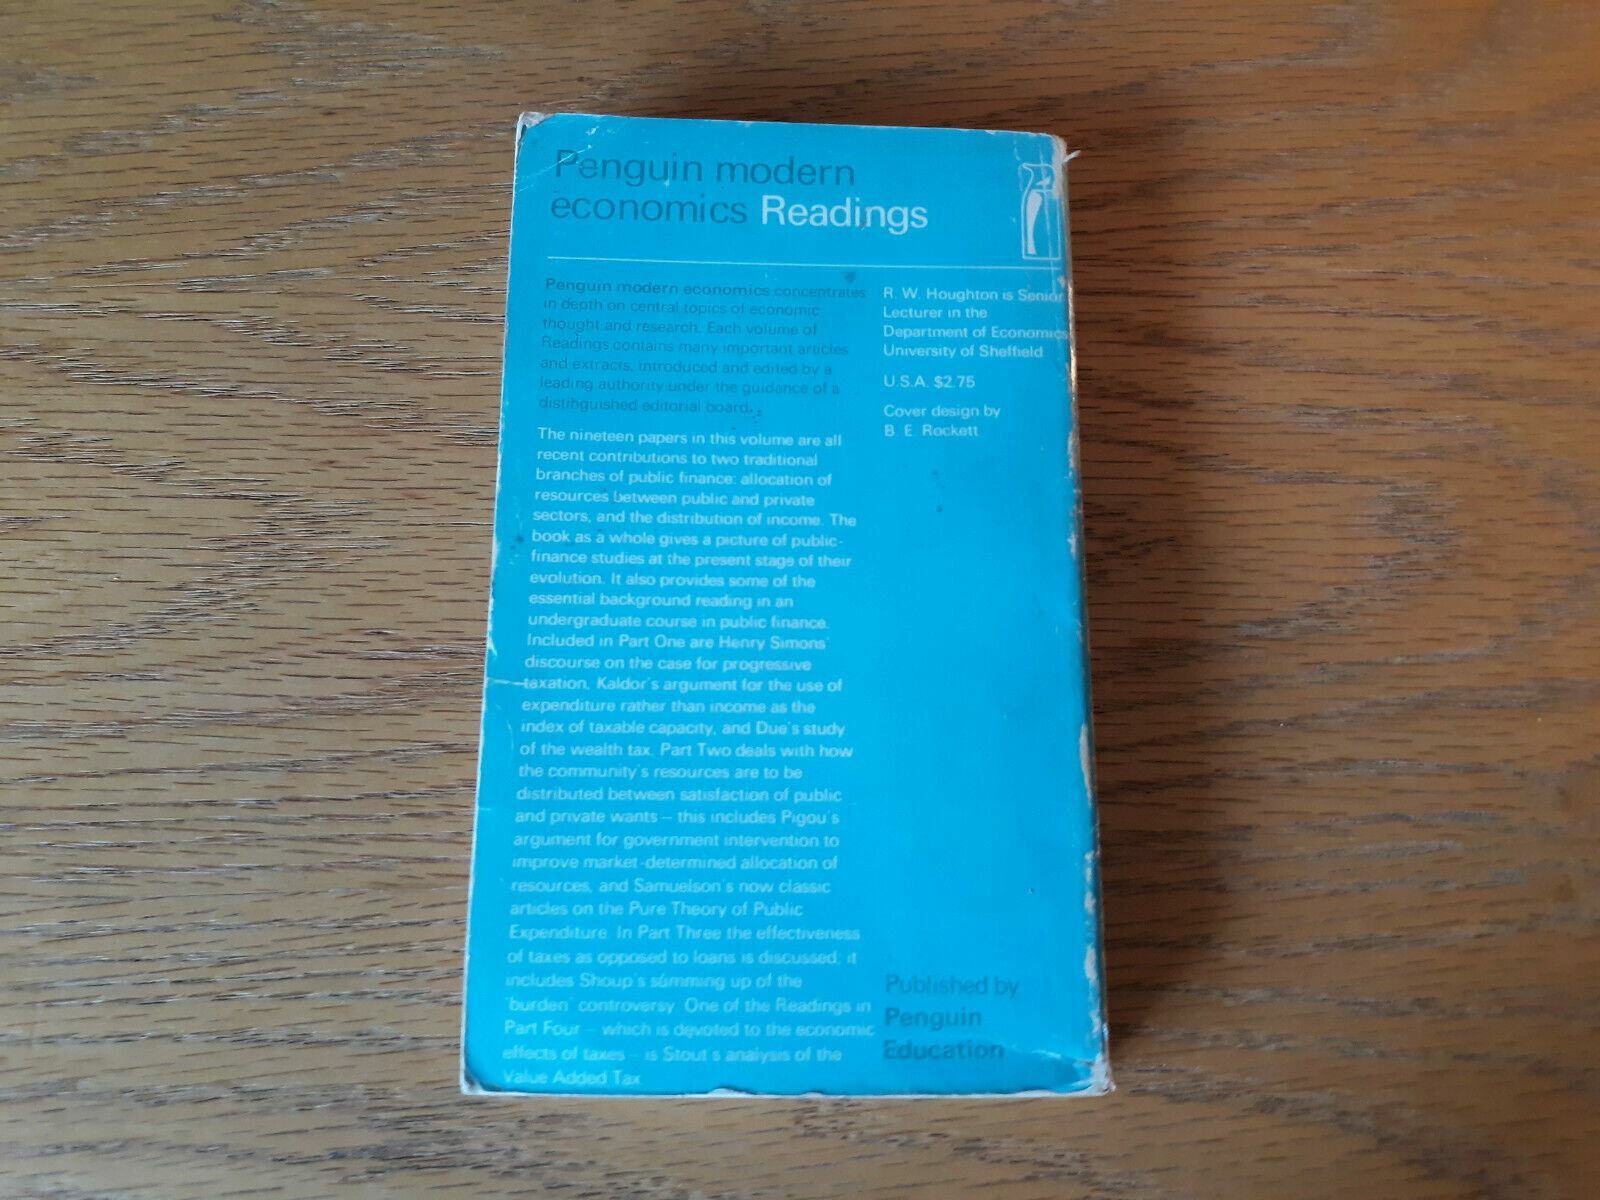 Penguin modern
economics Readings
Penguin modern economics concentrates
in depth on central topics of economic
thought and research. Each volume of
Readings contains many important articles
and extracts, introduced and edited by a
leading authority under the guidance of a
distinguished editorial board.
The nineteen papers in this volume are all
recent contributions to two traditional
branches of public finance: allocation of
resources between public and private
sectors, and the distribution of income. The
book as a whole gives a picture of public-
finance studies at the present stage of their
evolution. It also provides some of the
essential background reading in an
undergraduate course in public finance.
Included in Part One are Henry Simons'
discourse on the case for progressive
taxation, Kaldor's argument for the use of
expenditure rather than income as the
index of taxable capacity, and Due's study
of the wealth tax. Part Two deals with how
the community's resources are to be
distributed between satisfaction of public
and private wants – this includes Pigou's
argument for government intervention to
improve market-determined allocation of
resources, and Samuelson's now classic
articles on the Pure Theory of Public
Expenditure. In Part Three the effectiveness
of taxes as opposed to loans is discussed; it
includes Shoup's summing up of the
'burden' controversy. One of the Readings in
Part Four – which is devoted to the economic
effects of taxes – is Stout's analysis of the
Value Added Tax.
R. W. Houghton is Senior
Lecturer in the
Department of Economics
University of Sheffield
U.S.A. $2.75
Cover design by
B. E. Rockett
Published by
Penguin
Education